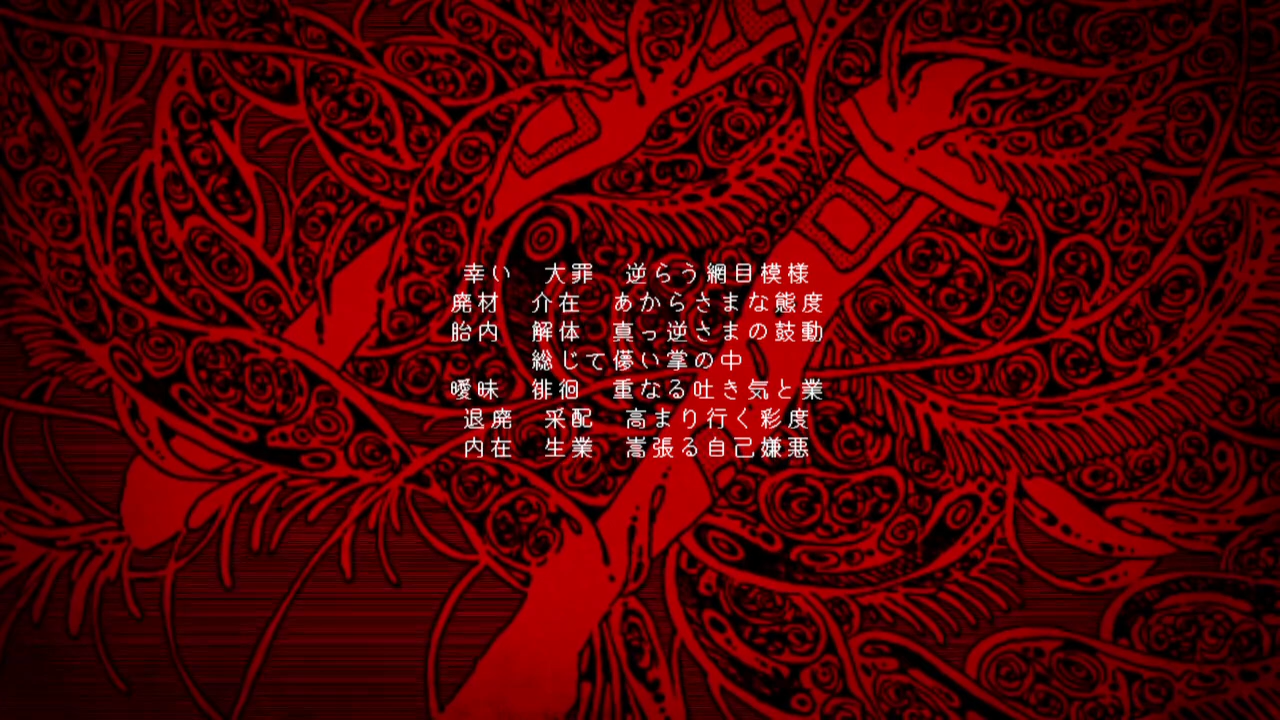 幸い　大罪　逆らう網目模様
廃材　介在　あからさまな態度
胎内　解体　真っ逆さまの鼓動
総じて儚い掌の中
曖昧　徘徊　重なる吐き気と業
退廃　采配　高まり行く彩度
内在　生業　嵩張る自己嫌悪